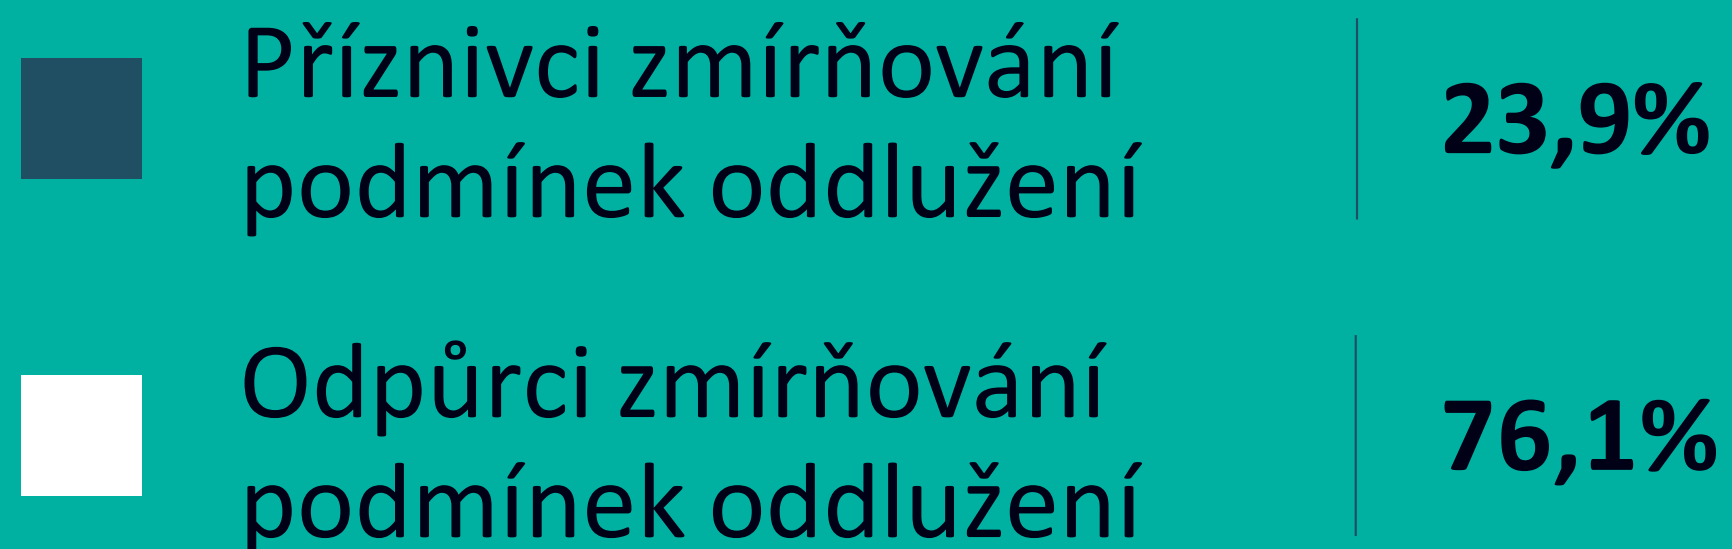 Příznivci zmírňování
podmínek oddlužení
23,9%
Odpůrci zmírňování
podmínek oddlužení
76,1%